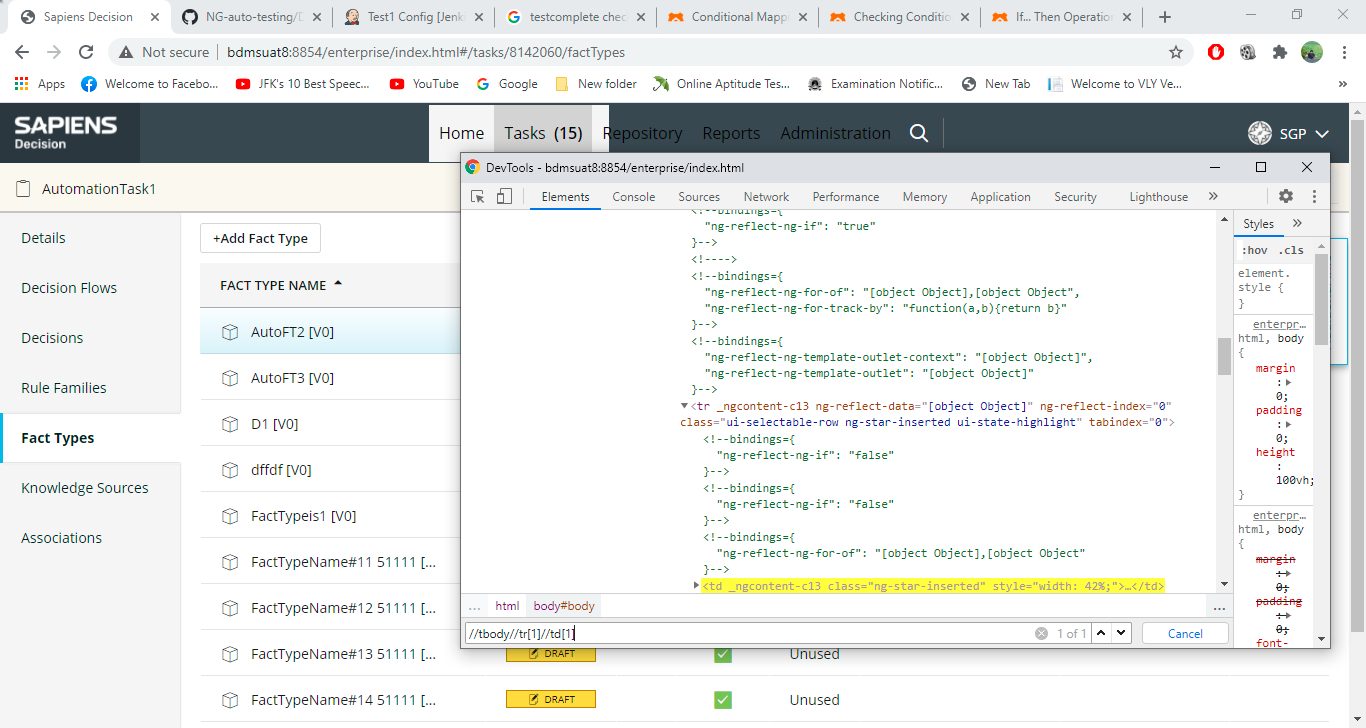 Sapiens Decision
NG-auto-testing/D
Test1 Config [Jenk
testcomplete chec
Conditional Mapp
Checking Conditio
If... Then Operatio
Not secure | bdmsuat8:8854/enterprise/index.html#/tasks/8142060/factTypes
Apps
Welcome to Facebo...
JFK's 10 Best Speec...
YouTube
Google
New folder
Online Aptitude Tes...
Examination Notific...
New Tab
Welcome to VLY Ve...
»
SAPIENS
Decision
Home
Tasks (15)
Repository
Reports
Administration
SGP
AutomationTask1
Details
Decision Flows
Decisions
Rule Families
Fact Types
Knowledge Sources
Associations
+Add Fact Type
FACT TYPE NAME
AutoFT2 [V0]
AutoFT3 [V0]
D1 [V0]
dffdf [V0]
FactTypeis1 [V0]
FactTypeName#11 51111 [...
FactTypeName#12 51111 [...
FactTypeName#13 51111 [...
DRAFT
Unused
FactTypeName#14 51111 [...
DRAFT
Unused
DevTools - bdmsuat8:8854/enterprise/index.html
Elements
Console
Sources
Network
Performance
Memory
Application
Security
Lighthouse
»
<!--bindings={
"ng-reflect-ng-if": "true"
}-->
<!---->
<!--bindings={
"ng-reflect-ng-for-of": "[object Object],[object Object",
"ng-reflect-ng-for-track-by": "function(a,b){return b}"
}-->
<!--bindings={
"ng-reflect-ng-template-outlet-context": "[object Object]",
"ng-reflect-ng-template-outlet": "[object Object]"
}-->
<tr _ngcontent-c13 ng-reflect-data="[object Object]" ng-reflect-index="0"
class="ui-selectable-row ng-star-inserted ui-state-highlight" tabindex="0">
<!--bindings={
"ng-reflect-ng-if": "false"
}-->
<!--bindings={
"ng-reflect-ng-if": "false"
}-->
<!--bindings={
"ng-reflect-ng-for-of": "[object Object],[object Object"
}-->
<td _ngcontent-c13 class="ng-star-inserted" style="width: 42%;">…</td>
...
html
body#body
...
//tbody//tr[1]//td[1]
1 of 1
Cancel
Styles
»
:hov .cls
element.
style {
}
enterpr…
html, body
{
margin
:
0;
padding
:
0;
height
:
100vh;
}
enterpr…
html, body
{
margin
:
0;
padding
:
0;
font-